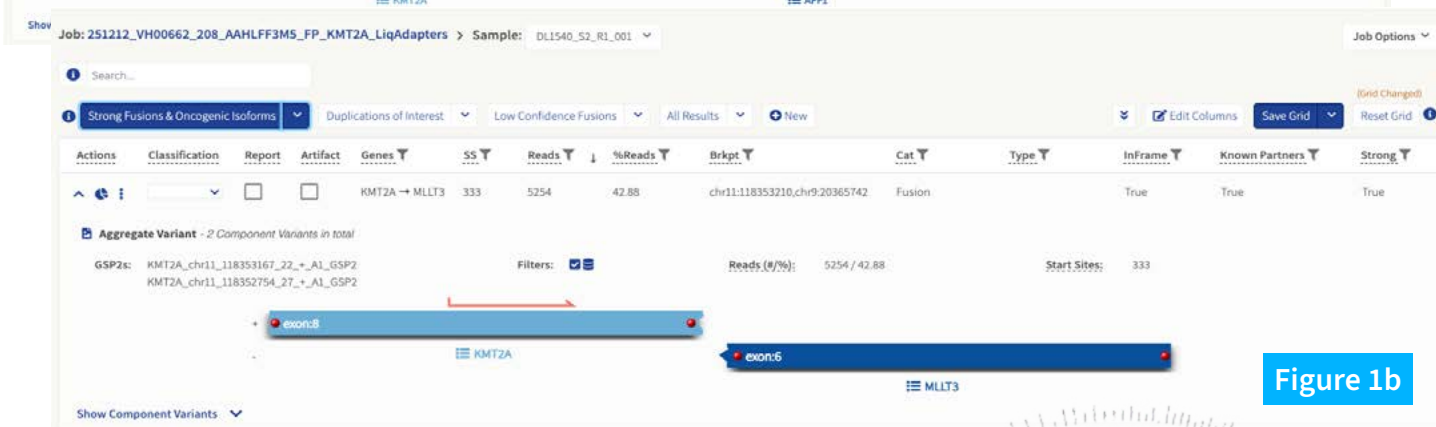 KMT2A AFF1
Show
Job: 251212_VH00662_208_AAHLFF3M5_FP_KMT2A_LiqAdapters > Sample: DL1540_S2_R1_001 Job Options
Search...
(Grid Changed)
Strong Fusions & Oncogenic Isoforms Duplications of Interest Low Confidence Fusions All Results New Edit Columns Save Grid Reset Grid
Actions Classification Report Artifact Genes SS Reads ↓ %Reads Brkpt Cat Type InFrame Known Partners Strong
KMT2A → MLLT3 333 5254 42.88 chr11:118353210,chr9:20365742 Fusion True True True
Aggregate Variant - 2 Component Variants in total
GSP2s: KMT2A_chr11_118353167_22_+_A1_GSP2 Filters: Reads (#/%): 5254 / 42.88 Start Sites: 333
KMT2A_chr11_118352754_27_+_A1_GSP2
+ exon:8
- KMT2A exon:6
MLLT3
Figure 1b
Show Component Variants